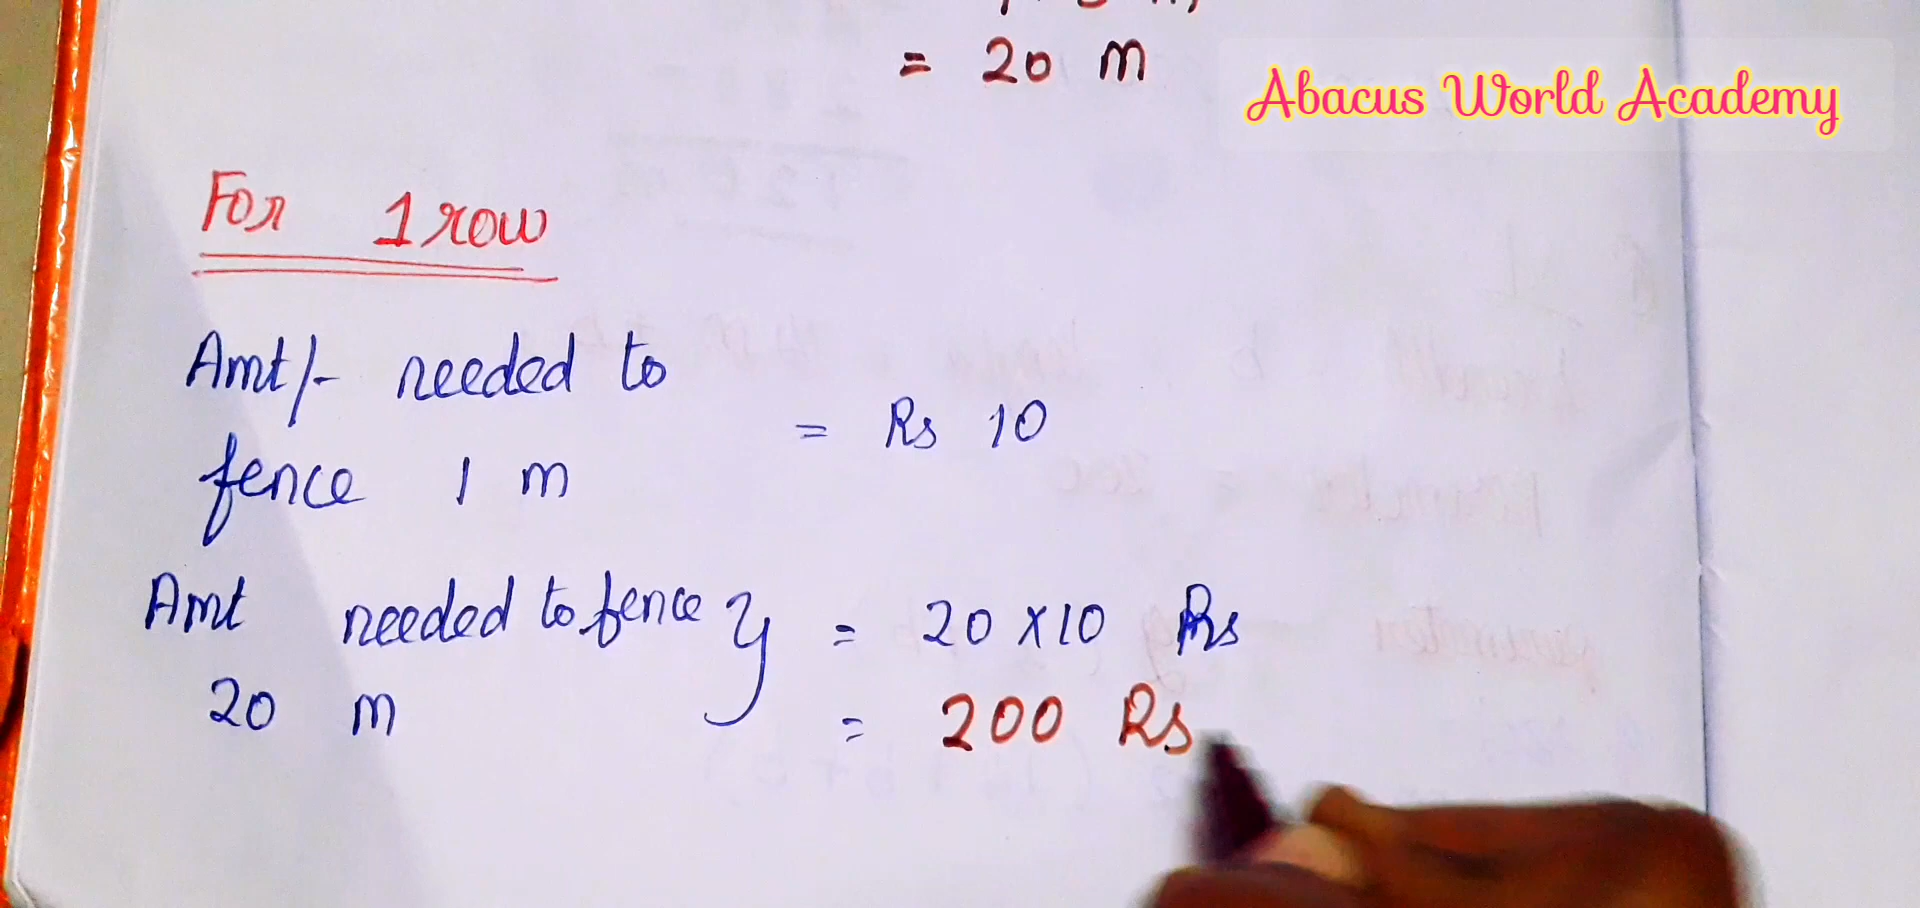 = 20 m
Abacus World Academy
For 1 row
Amt/- needed to
fence 1 m = Rs 10
Amt needed to fence } = 20 x 10 Rs
20 m = 200 Rs